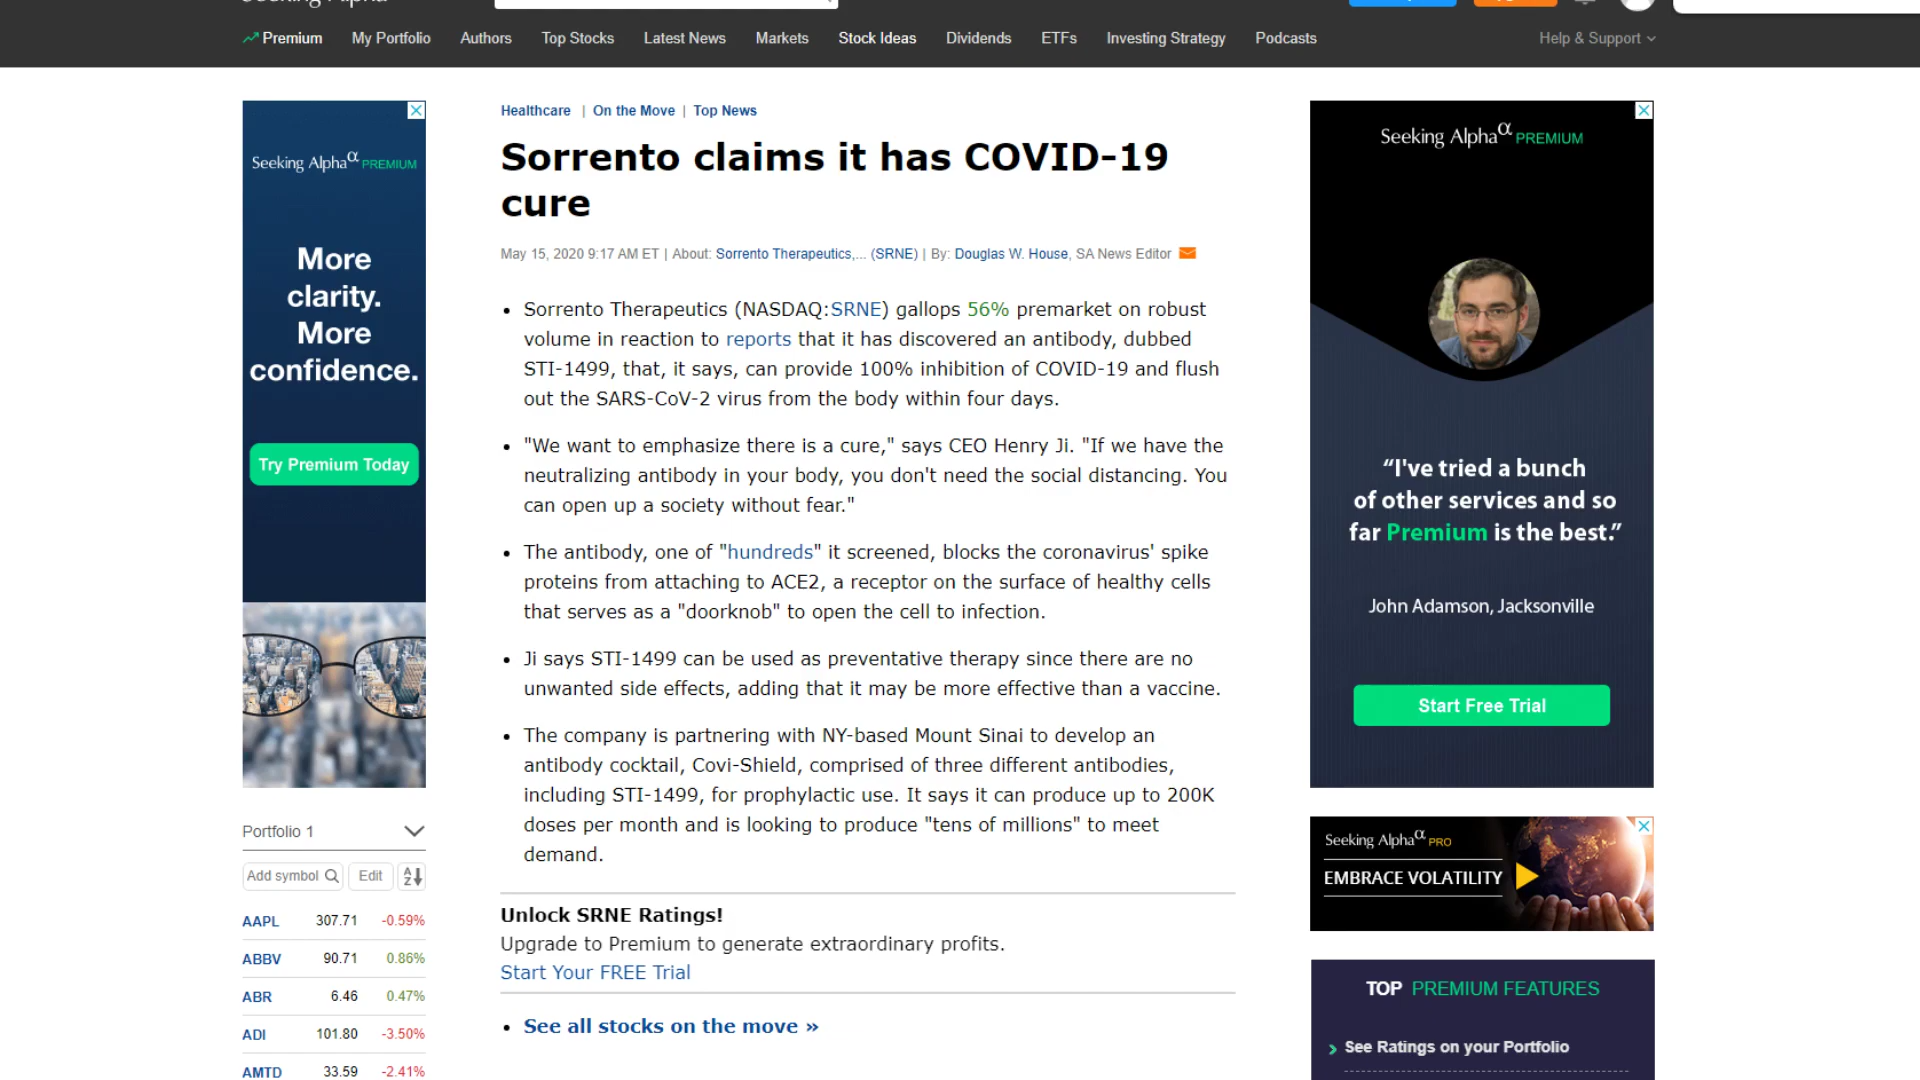 Premium My Portfolio Authors Top Stocks Latest News Markets Stock Ideas Dividends ETFs Investing Strategy Podcasts Help & Support
Seeking Alphaα PREMIUM
More
clarity.
More
confidence.
Try Premium Today
Portfolio 1
Add symbol Edit
AAPL 307.71 -0.59%
ABBV 90.71 0.86%
ABR 6.46 0.47%
ADI 101.80 -3.50%
AMTD 33.59 -2.41%
Healthcare | On the Move | Top News
Sorrento claims it has COVID-19
cure
May 15, 2020 9:17 AM ET | About: Sorrento Therapeutics,... (SRNE) | By: Douglas W. House, SA News Editor
• Sorrento Therapeutics (NASDAQ:SRNE) gallops 56% premarket on robust
volume in reaction to reports that it has discovered an antibody, dubbed
STI-1499, that, it says, can provide 100% inhibition of COVID-19 and flush
out the SARS-CoV-2 virus from the body within four days.
• "We want to emphasize there is a cure," says CEO Henry Ji. "If we have the
neutralizing antibody in your body, you don't need the social distancing. You
can open up a society without fear."
• The antibody, one of "hundreds" it screened, blocks the coronavirus' spike
proteins from attaching to ACE2, a receptor on the surface of healthy cells
that serves as a "doorknob" to open the cell to infection.
• Ji says STI-1499 can be used as preventative therapy since there are no
unwanted side effects, adding that it may be more effective than a vaccine.
• The company is partnering with NY-based Mount Sinai to develop an
antibody cocktail, Covi-Shield, comprised of three different antibodies,
including STI-1499, for prophylactic use. It says it can produce up to 200K
doses per month and is looking to produce "tens of millions" to meet
demand.
Unlock SRNE Ratings!
Upgrade to Premium to generate extraordinary profits.
Start Your FREE Trial
• See all stocks on the move »
Seeking Alphaα PREMIUM
“I've tried a bunch
of other services and so
far Premium is the best.”
John Adamson, Jacksonville
Start Free Trial
Seeking Alphaα PRO
EMBRACE VOLATILITY
TOP PREMIUM FEATURES
See Ratings on your Portfolio